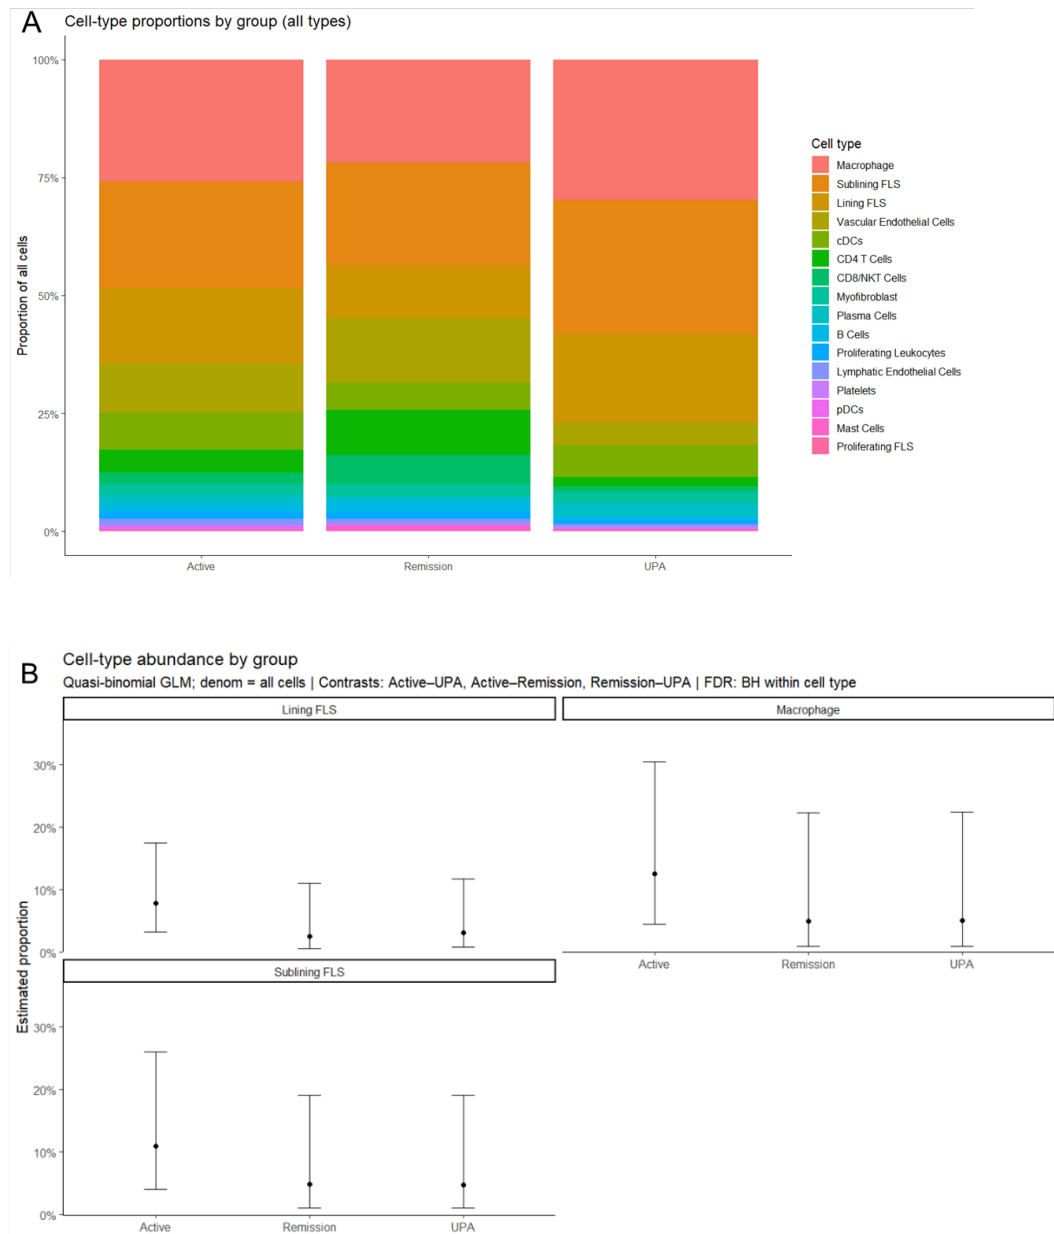 A
Cell-type proportions by group (all types)
100%
75%
50%
25%
0%
Proportion of all cells
Active
Remission
UPA
Cell type
Macrophage
Sublining FLS
Lining FLS
Vascular Endothelial Cells
cDCs
CD4 T Cells
CD8/NKT Cells
Myofibroblast
Plasma Cells
B Cells
Proliferating Leukocytes
Lymphatic Endothelial Cells
Platelets
pDCs
Mast Cells
Proliferating FLS
B
Cell-type abundance by group
Quasi-binomial GLM; denom = all cells | Contrasts: Active–UPA, Active–Remission, Remission–UPA | FDR: BH within cell type
Lining FLS
Macrophage
30%
20%
10%
0%
Active
Remission
UPA
Sublining FLS
Estimated proportion
30%
20%
10%
0%
Active
Remission
UPA